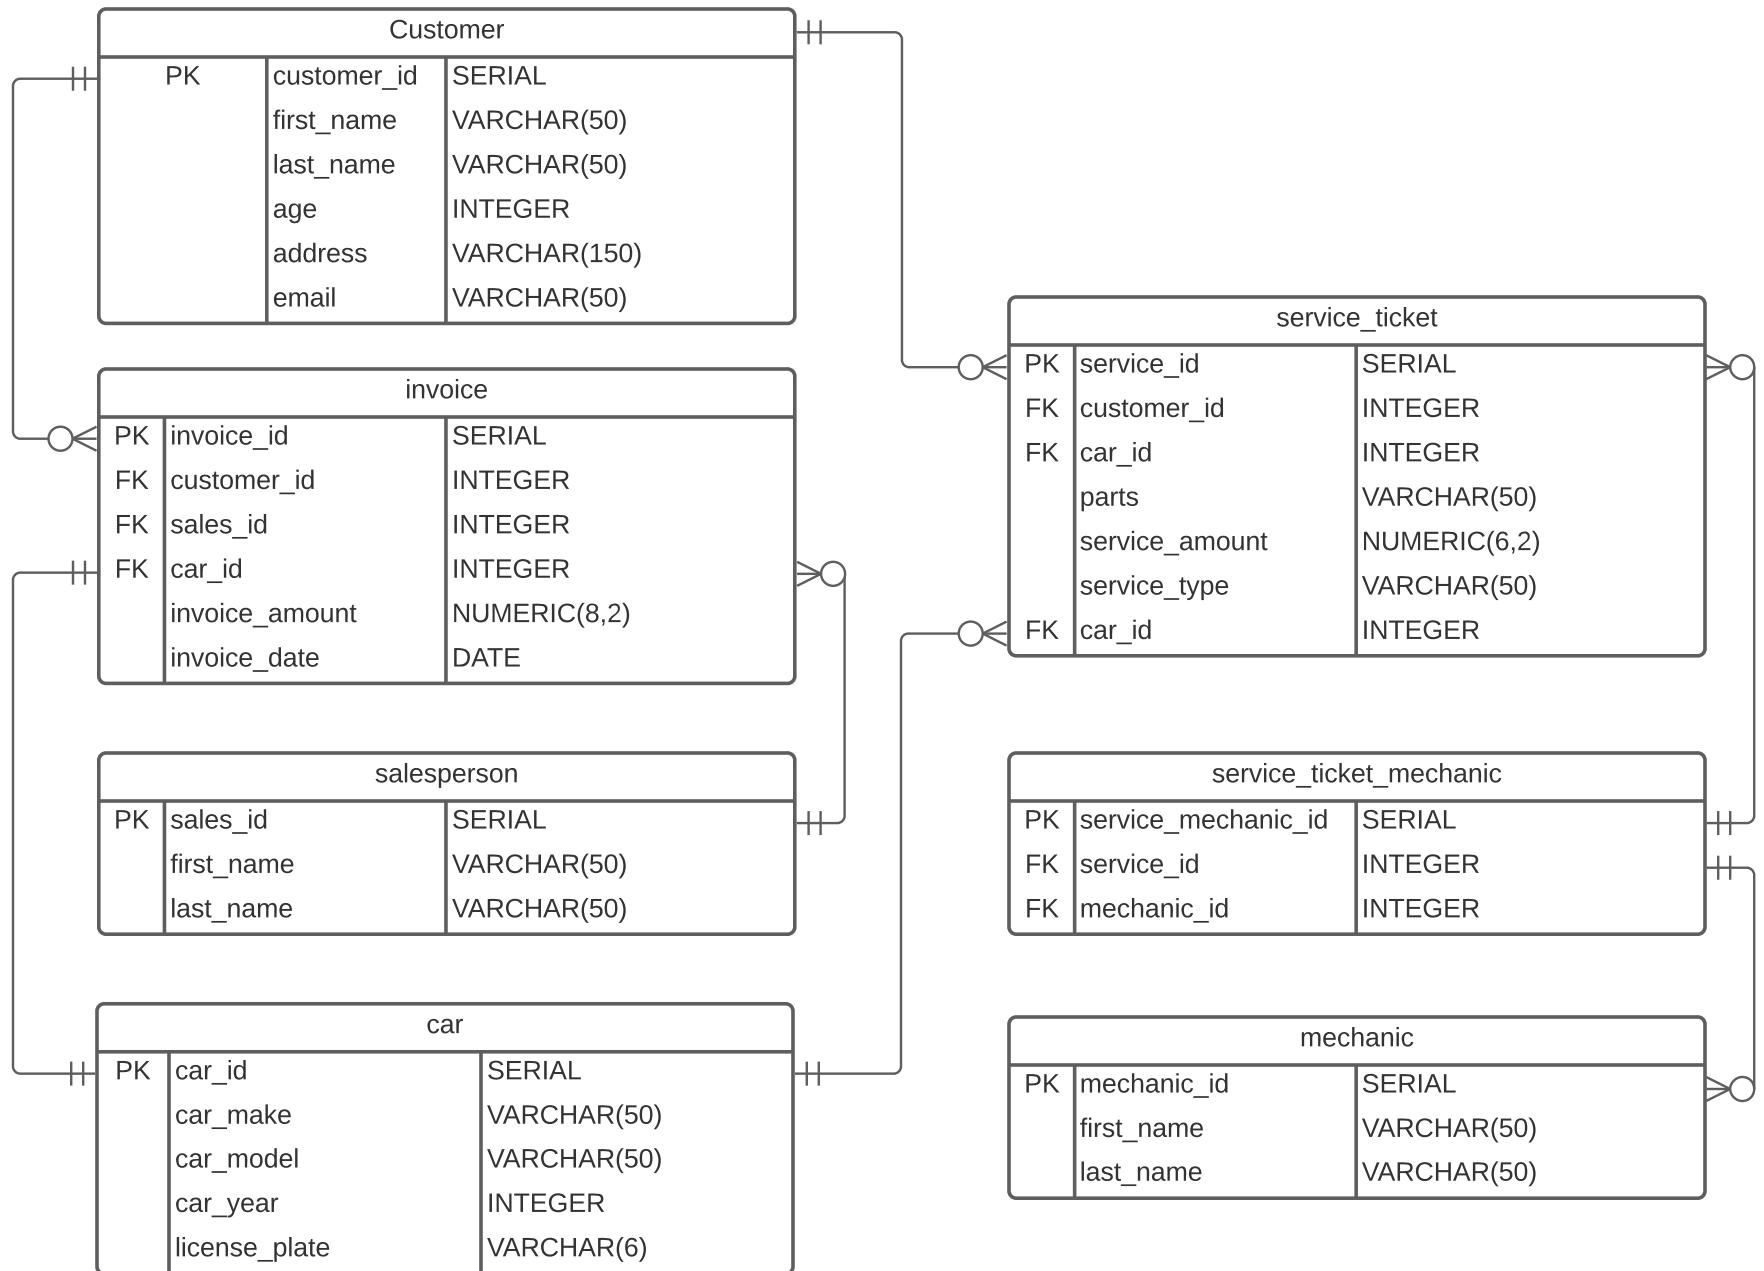 Customer
PK customer_id SERIAL
first_name VARCHAR(50)
last_name VARCHAR(50)
age INTEGER
address VARCHAR(150)
email VARCHAR(50)
invoice
PK invoice_id SERIAL
FK customer_id INTEGER
FK sales_id INTEGER
FK car_id INTEGER
invoice_amount NUMERIC(8,2)
invoice_date DATE
salesperson
PK sales_id SERIAL
first_name VARCHAR(50)
last_name VARCHAR(50)
car
PK car_id SERIAL
car_make VARCHAR(50)
car_model VARCHAR(50)
car_year INTEGER
license_plate VARCHAR(6)
service_ticket
PK service_id SERIAL
FK customer_id INTEGER
FK car_id INTEGER
parts VARCHAR(50)
service_amount NUMERIC(6,2)
service_type VARCHAR(50)
FK car_id INTEGER
service_ticket_mechanic
PK service_mechanic_id SERIAL
FK service_id INTEGER
FK mechanic_id INTEGER
mechanic
PK mechanic_id SERIAL
first_name VARCHAR(50)
last_name VARCHAR(50)